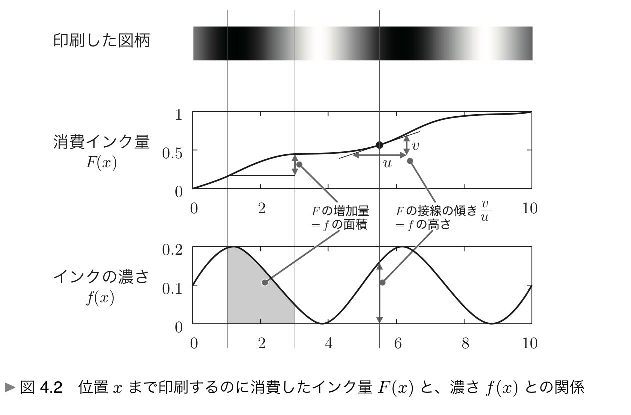 印刷した図柄
消費インク量
F(x)
1
0.5
0
0 2 4 6 8 10
v
u
Fの増加量
=fの面積
Fの接線の傾き v/u
=fの高さ
インクの濃さ
f(x)
0.2
0.1
0
0 2 4 6 8 10
▶図 4.2 位置 x まで印刷するのに消費したインク量 F(x) と、濃さ f(x) との関係